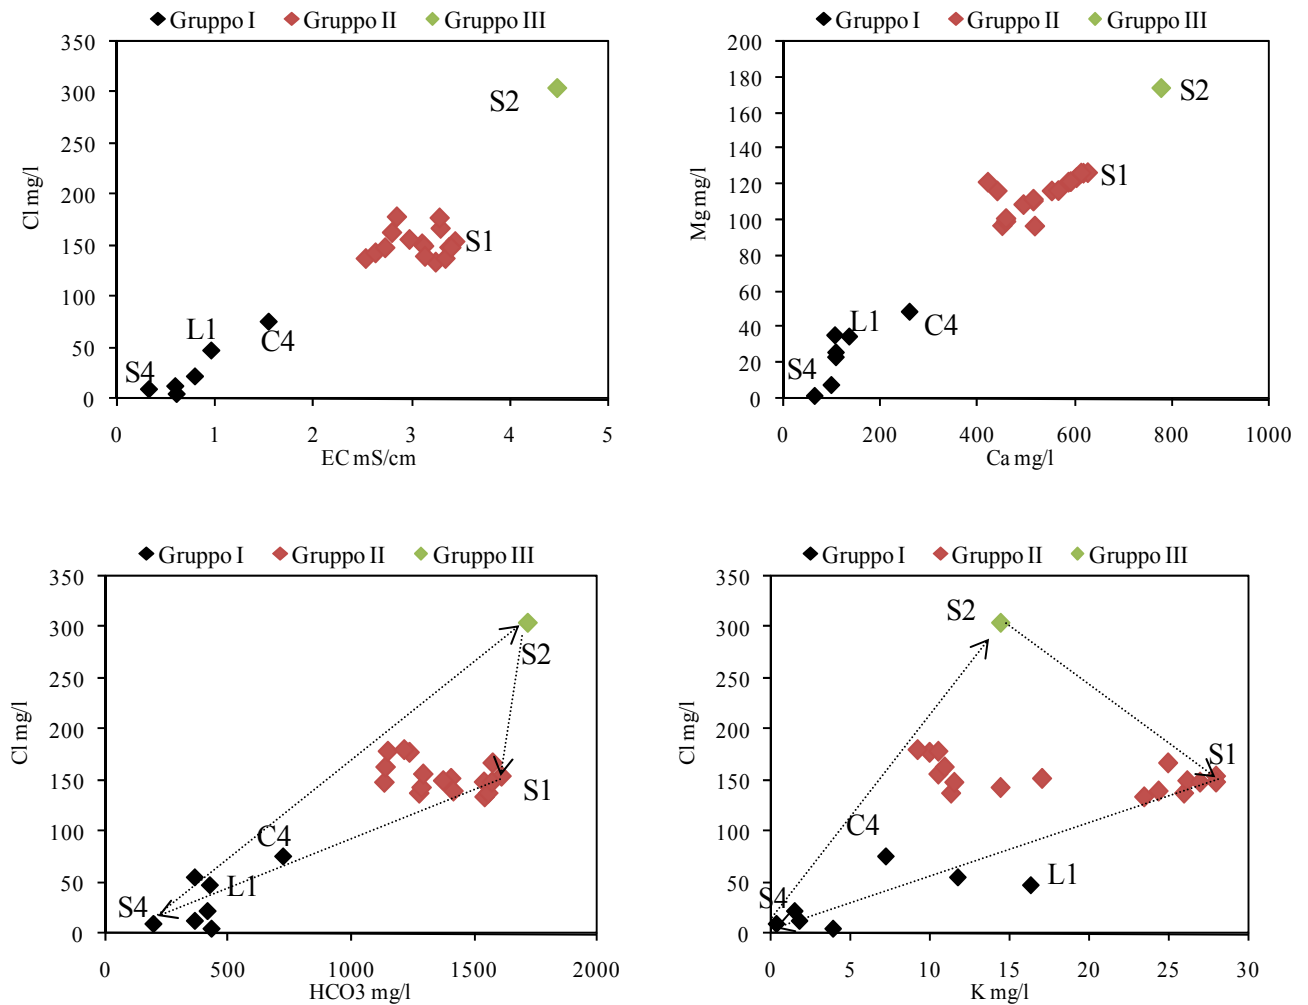 Gruppo I Gruppo II Gruppo III
350
300
250
200
150
100
50
0
Cl mg/l
S2
S1
L1
C4
S4
0 1 2 3 4 5
EC mS/cm
Gruppo I Gruppo II Gruppo III
200
180
160
140
120
100
80
60
40
20
0
Mg mg/l
S2
S1
L1
C4
S4
0 200 400 600 800 1000
Ca mg/l
Gruppo I Gruppo II Gruppo III
350
300
250
200
150
100
50
0
Cl mg/l
S2
S1
C4
L1
S4
0 500 1000 1500 2000
HCO3 mg/l
Gruppo I Gruppo II Gruppo III
350
300
250
200
150
100
50
0
Cl mg/l
S2
S1
C4
L1
S4
0 5 10 15 20 25 30
K mg/l